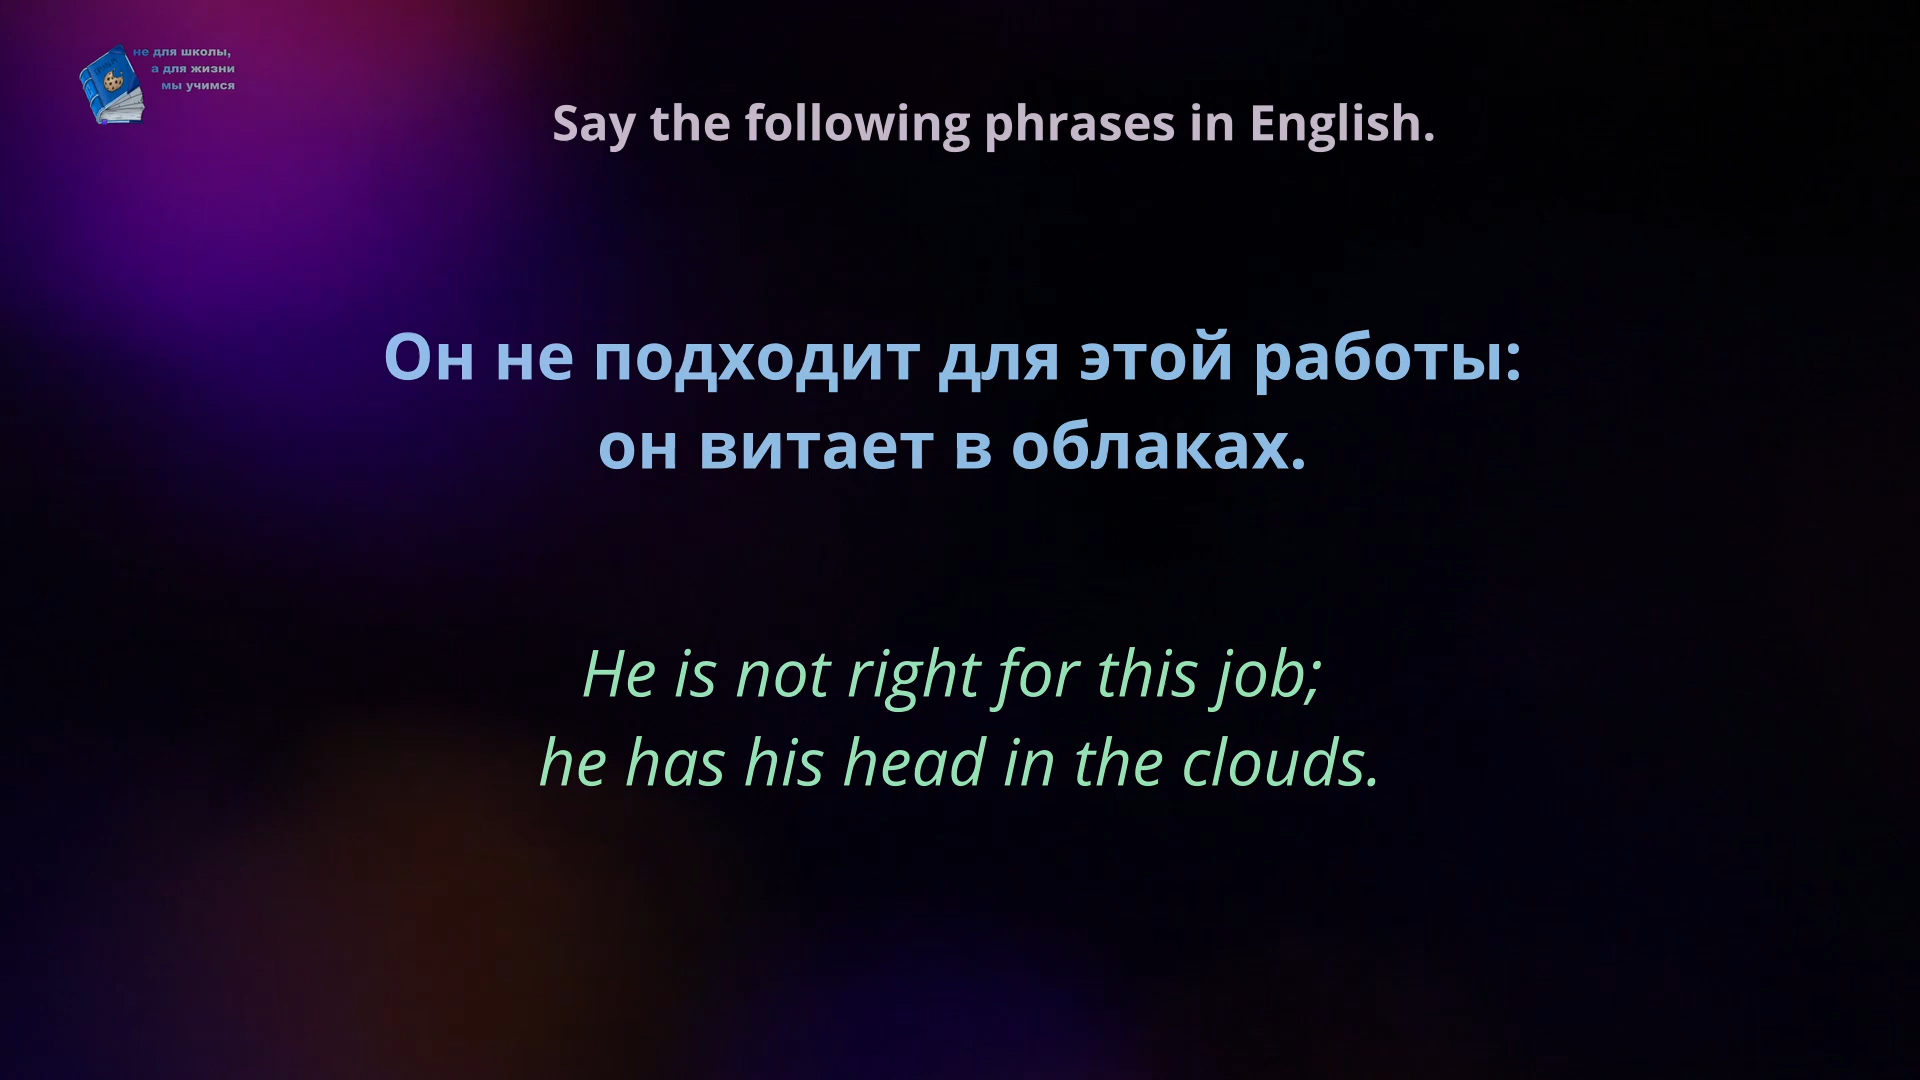 не для школы,
а для жизни
мы учимся
Say the following phrases in English.
Он не подходит для этой работы:
он витает в облаках.
He is not right for this job;
he has his head in the clouds.